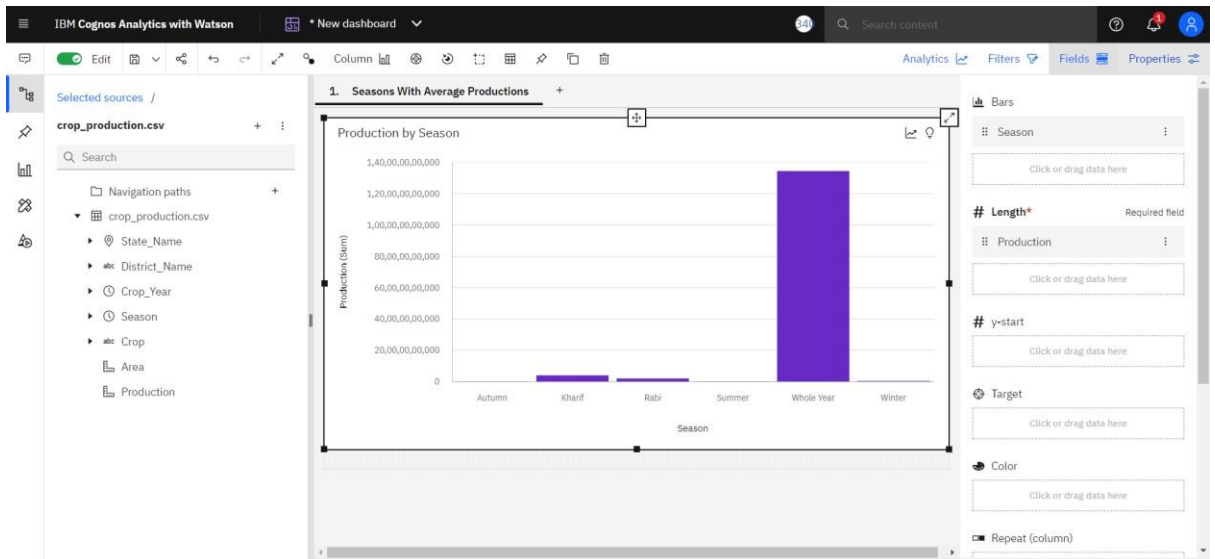 IBM Cognos Analytics with Watson
* New dashboard
Search content
1
Edit
Column
Analytics
Filters
Fields
Properties
Selected sources /
crop_production.csv
Search
Navigation paths
crop_production.csv
State_Name
abc District_Name
Crop_Year
Season
abc Crop
Area
Production
1. Seasons With Average Productions
Production by Season
Production (Sum)
1,40,00,00,00,000
1,20,00,00,00,000
1,00,00,00,00,000
80,00,00,00,000
60,00,00,00,000
40,00,00,00,000
20,00,00,00,000
0
Autumn Kharif Rabi Summer Whole Year Winter
Season
Bars
Season
Click or drag data here
# Length* Required field
Production
Click or drag data here
# y-start
Click or drag data here
Target
Click or drag data here
Color
Click or drag data here
Repeat (column)